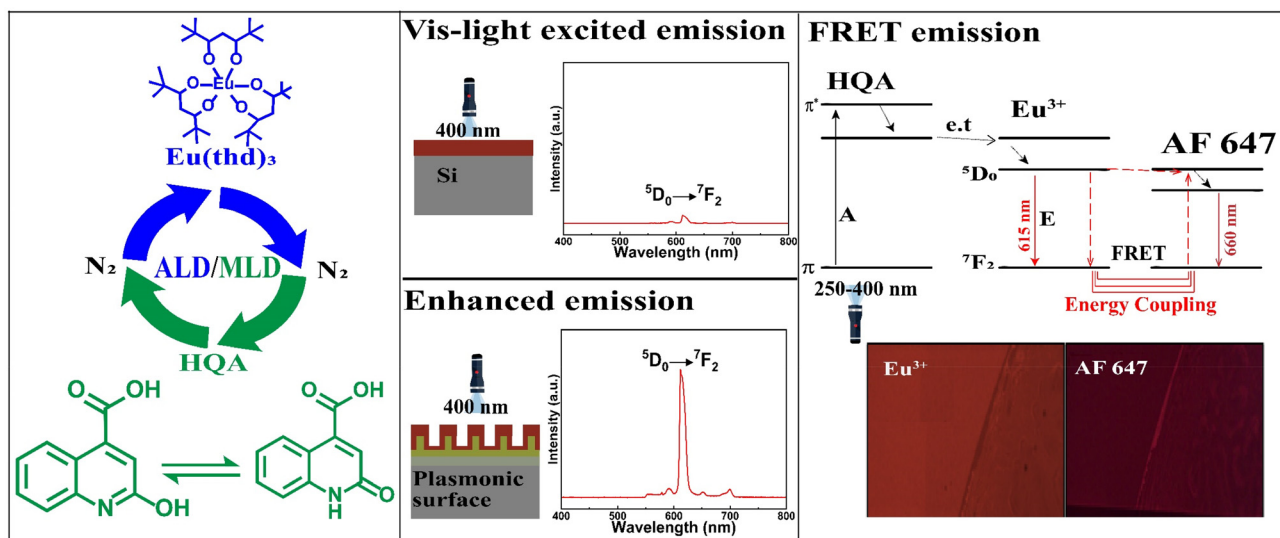 O
O
O
O
Eu
O
O
Eu(thd)₃
N₂
ALD/MLD
N₂
HQA
O
OH
N
OH
O
OH
N
H
O
Vis-light excited emission
400 nm
Si
Intensity (a.u.)
⁵D₀→⁷F₂
400 500 600 700 800
Wavelength (nm)
Enhanced emission
400 nm
Plasmonic
surface
Intensity (a.u.)
⁵D₀→⁷F₂
400 500 600 700 800
Wavelength (nm)
FRET emission
HQA
π*
Eu³⁺
e.t
AF 647
⁵D₀
A
615 nm
E
660 nm
FRET
π
⁷F₂
250-400 nm
Energy Coupling
Eu³⁺
AF 647